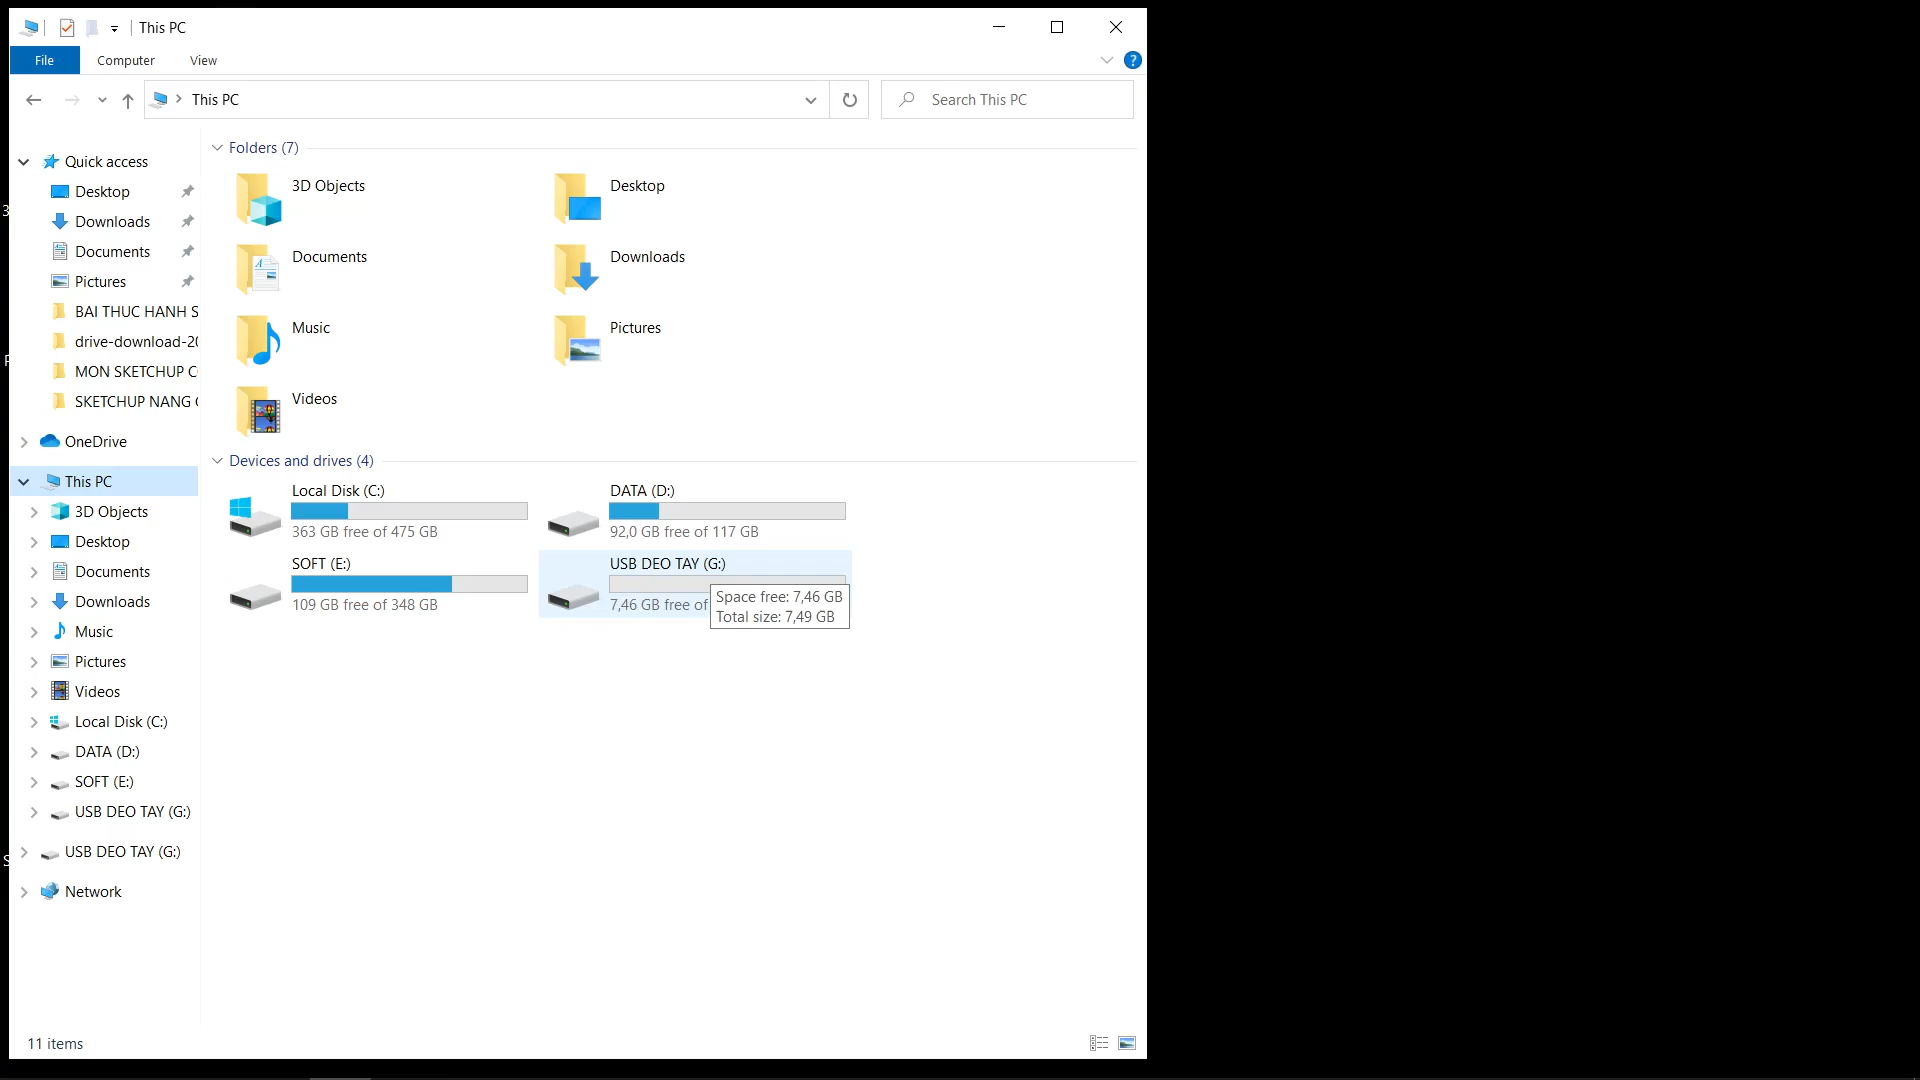 This PC
File
Computer
View
?
This PC
Search This PC
Quick access
Desktop
Downloads
Documents
Pictures
BAI THUC HANH S
drive-download-20
MON SKETCHUP C
SKETCHUP NANG
OneDrive
This PC
3D Objects
Desktop
Documents
Downloads
Music
Pictures
Videos
Local Disk (C:)
DATA (D:)
SOFT (E:)
USB DEO TAY (G:)
USB DEO TAY (G:)
Network
Folders (7)
3D Objects
Desktop
Documents
Downloads
Music
Pictures
Videos
Devices and drives (4)
Local Disk (C:)
363 GB free of 475 GB
DATA (D:)
92,0 GB free of 117 GB
SOFT (E:)
109 GB free of 348 GB
USB DEO TAY (G:)
7,46 GB free of
Space free: 7,46 GB
Total size: 7,49 GB
11 items